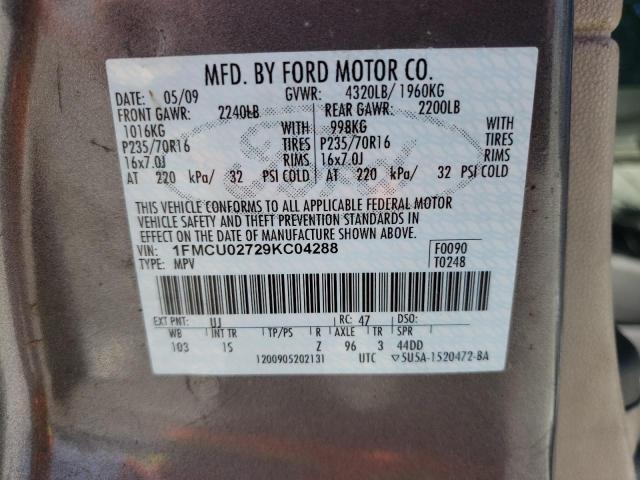 MFD. BY FORD MOTOR CO.
DATE: 05/09 GVWR: 4320LB/ 1960KG
FRONT GAWR: 2240LB REAR GAWR: 2200LB
1016KG WITH 998KG WITH
P235/70R16 TIRES P235/70R16 TIRES
16x7.0J RIMS 16x7.0J RIMS
AT 220 kPa/ 32 PSI COLD AT 220 kPa/ 32 PSI COLD
THIS VEHICLE CONFORMS TO ALL APPLICABLE FEDERAL MOTOR
VEHICLE SAFETY AND THEFT PREVENTION STANDARDS IN
EFFECT ON THE DATE OF MANUFACTURE SHOWN ABOVE.
VIN: 1FMCU02729KC04288 F0090
TYPE: MPV T0248
EXT PNT: UJ RC: 47 DSO:
WB INT TR TP/PS R AXLE TR SPR
103 IS Z 96 3 44DD
1200905202131 UTC ▽5U5A-1520472-BA